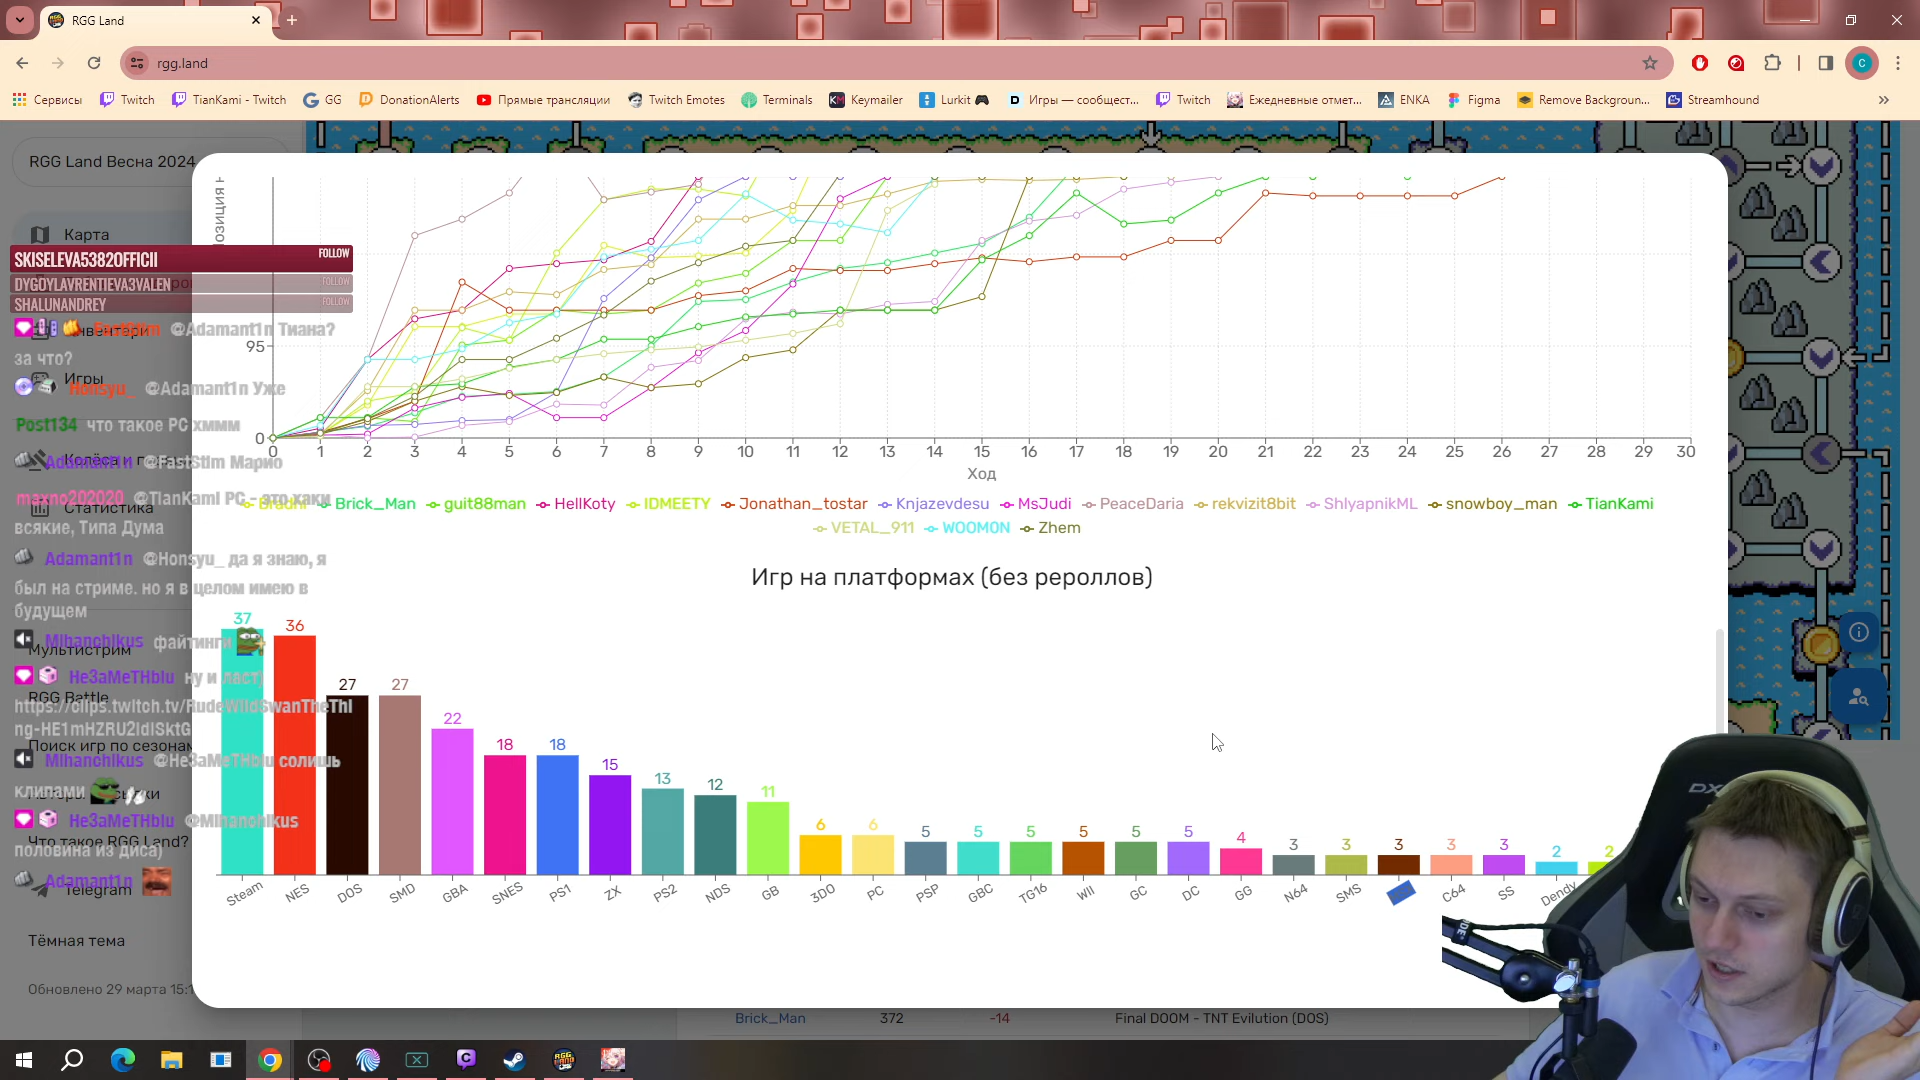 RGG Land
rgg.land
Сервисы
Twitch
TianKami - Twitch
GG
DonationAlerts
Прямые трансляции
Twitch Emotes
Terminals
Keymailer
Lurkit
Игры — сообщест...
Twitch
Ежедневные отмет...
ENKA
Figma
Remove Backgroun...
Streamhound
RGG Land Весна 2024
Карта
SKISELEVA5382OFFICII
FOLLOW
DYGOYLAVRENTIEVA3VALEN
FOLLOW
SHALUNANDREY
FOLLOW
FastStim @Adamant1n Тиана?
за что?
Игры
Honsyu_ @Adamant1n Уже
Post134 что такое PC хммм
Adamant1n @FastStim Марио
maxno202020 @TianKami PC - это хаки
Статистика
всякие, Типа Дума
Adamant1n @Honsyu_ да я знаю, я
был на стриме. но я в целом имею в
будущем
Mihanchikus файтинги
Мультистрим
He3aMeTHblu ну и ласт)
RGG Battle
https://clips.twitch.tv/RudeWildSwanTheThi
ng-HE1mHZRU2IdISktG
Поиск игр по сезонам
Mihanchikus @He3aMeTHblu солишь
клипами
He3aMeTHblu @Mihanchikus
Что такое RGG Land?
половина из диса)
Adamant1n
Telegram
Тёмная тема
Обновлено 29 марта 15:1
95
0
0 1 2 3 4 5 6 7 8 9 10 11 12 13 14 15 16 17 18 19 20 21 22 23 24 25 26 27 28 29 30
Ход
Bradhi Brick_Man guit88man HellKoty IDMEETY Jonathan_tostar Knjazevdesu MsJudi PeaceDaria rekvizit8bit ShlyapnikML snowboy_man TianKami
VETAL_911 WOOMON Zhem
Игр на платформах (без рероллов)
37 36 27 27 22 18 18 15 13 12 11 6 6 5 5 5 5 5 5 4 3 3 3 3 3 2 2
Steam NES DOS SMD GBA SNES PS1 ZX PS2 NDS GB 3DO PC PSP GBC TG16 WII GC DC GG N64 SMS C64 SS Dendy
Brick_Man 372 -14 Final DOOM - TNT Evilution (DOS)